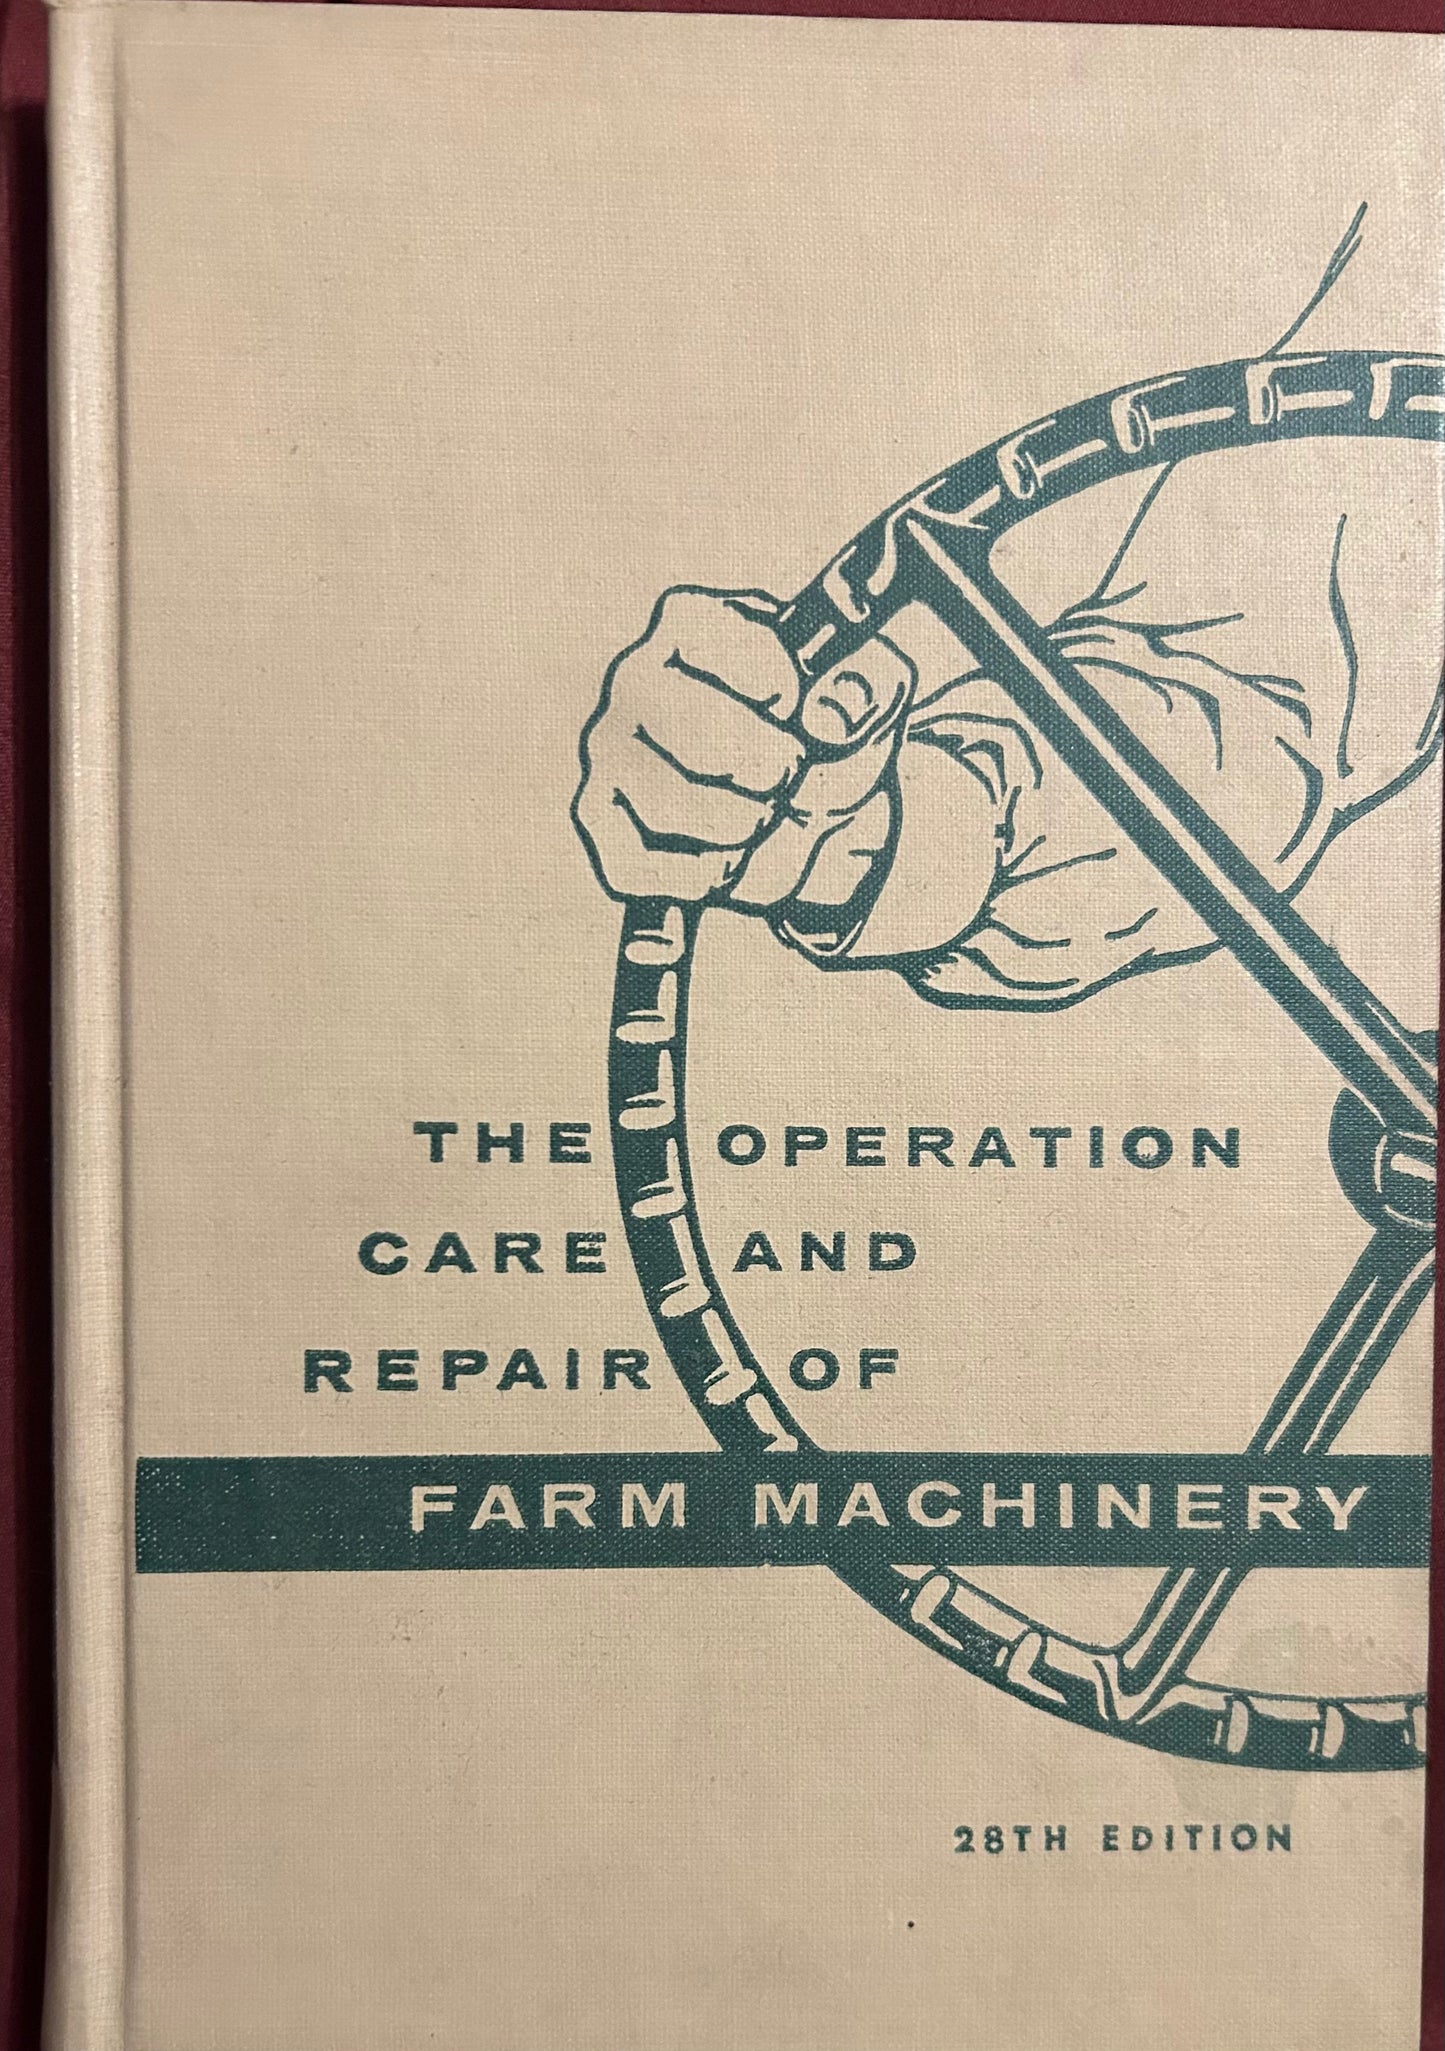 THE OPERATION
CARE AND
REPAIR OF
FARM MACHINERY
28TH EDITION